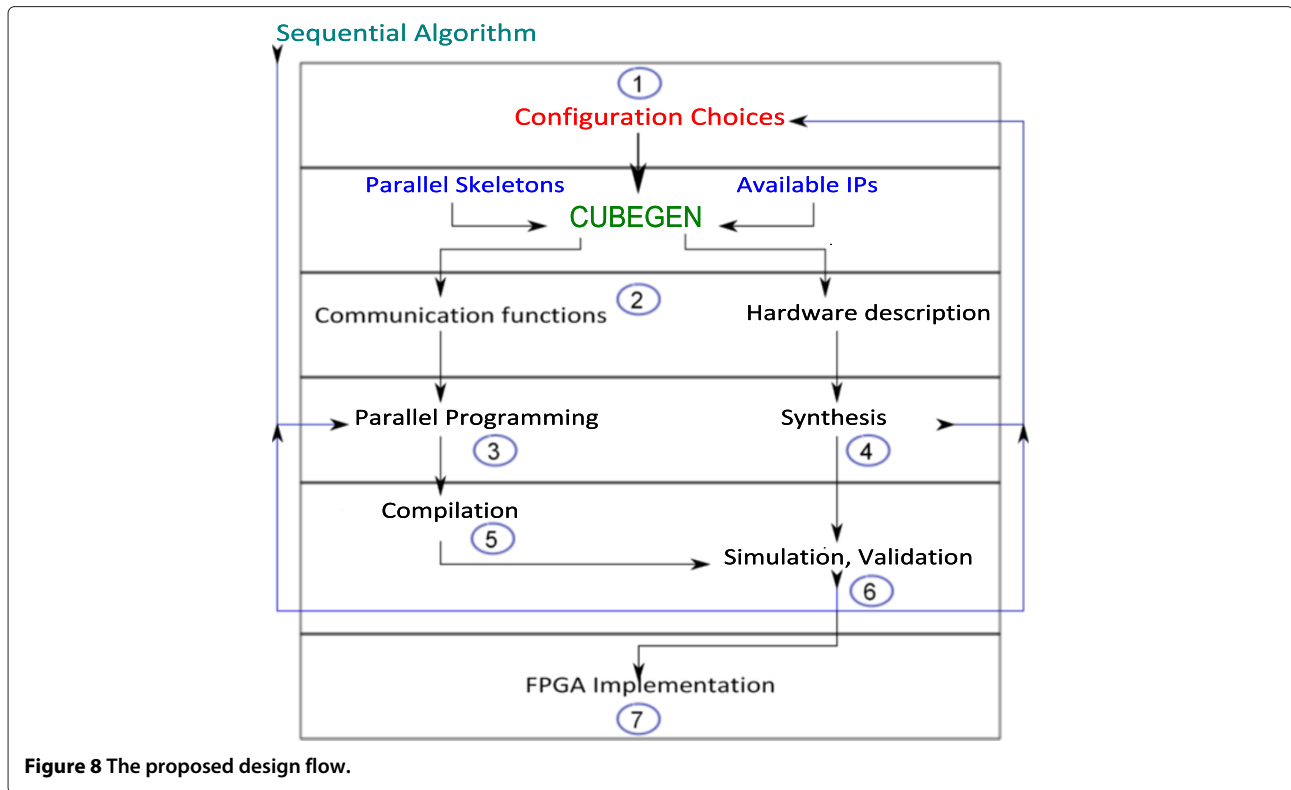 Sequential Algorithm
1
Configuration Choices
Parallel Skeletons
Available IPs
CUBEGEN
2
Communication functions
Hardware description
Parallel Programming
Synthesis
3
4
Compilation
5
Simulation, Validation
6
FPGA Implementation
7
Figure 8 The proposed design flow.